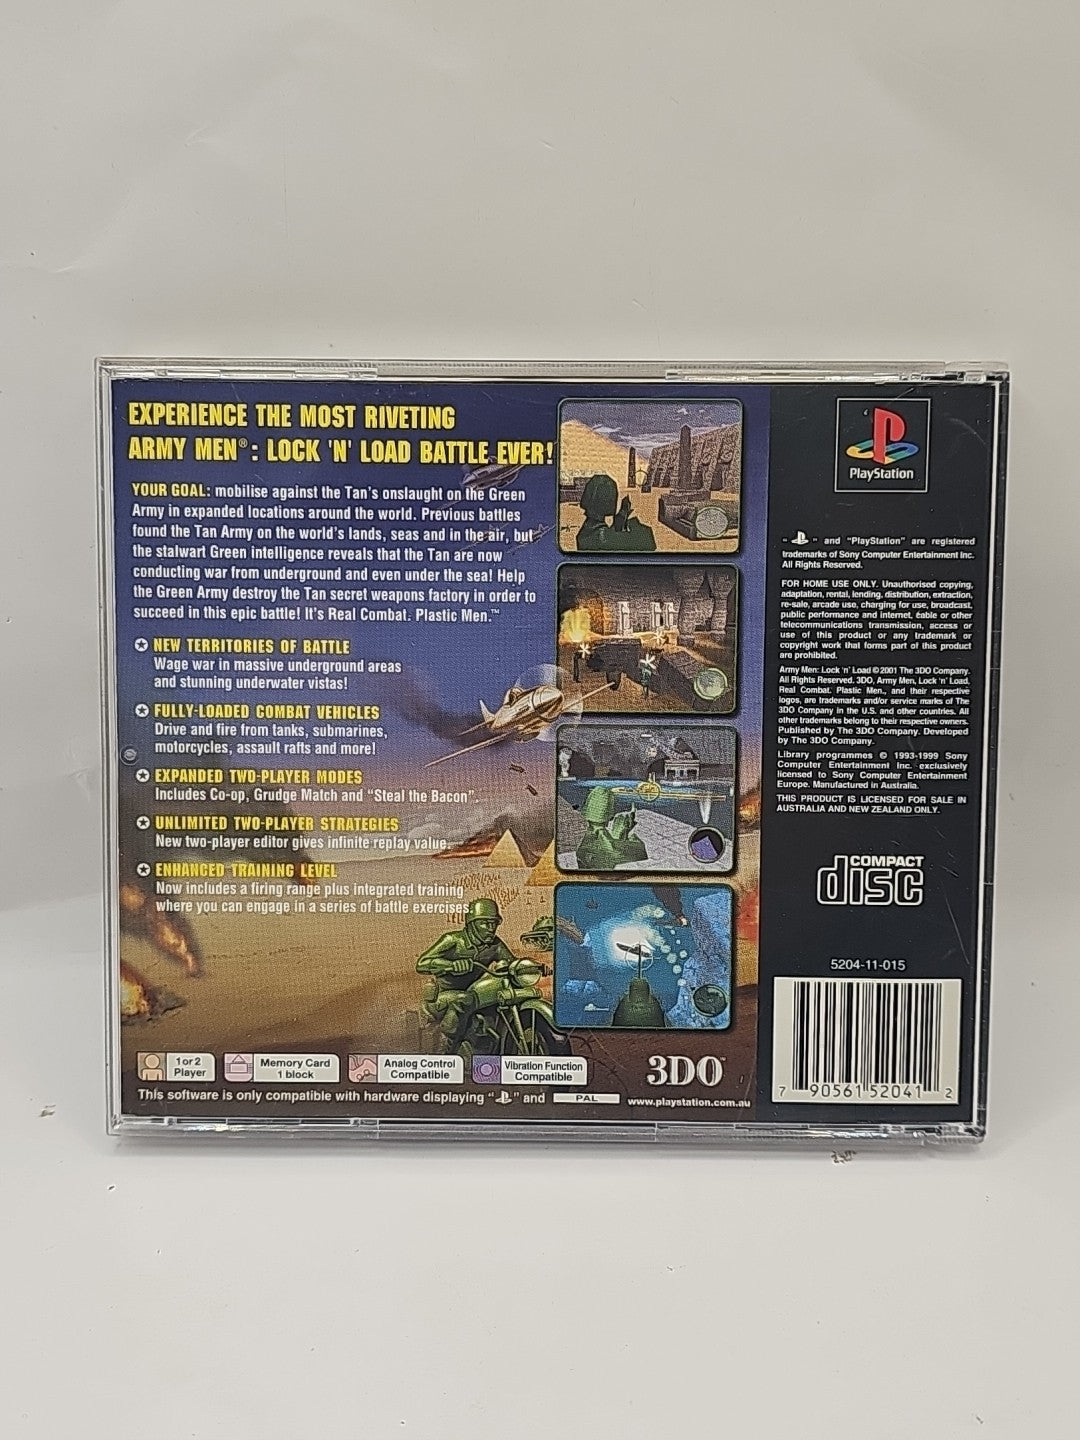 EXPERIENCE THE MOST RIVETING
ARMY MEN®: LOCK 'N' LOAD BATTLE EVER!
YOUR GOAL: mobilise against the Tan's onslaught on the Green
Army in expanded locations around the world. Previous battles
found the Tan Army on the world's lands, seas and in the air, but
the stalwart Green intelligence reveals that the Tan are now
conducting war from underground and even under the sea! Help
the Green Army destroy the Tan secret weapons factory in order to
succeed in this epic battle! It's Real Combat. Plastic Men.™
NEW TERRITORIES OF BATTLE
Wage war in massive underground areas
and stunning underwater vistas!
FULLY-LOADED COMBAT VEHICLES
Drive and fire from tanks, submarines,
motorcycles, assault rafts and more!
EXPANDED TWO-PLAYER MODES
Includes Co-op, Grudge Match and “Steal the Bacon”.
UNLIMITED TWO-PLAYER STRATEGIES
New two-player editor gives infinite replay value.
ENHANCED TRAINING LEVEL
Now includes a firing range plus integrated training
where you can engage in a series of battle exercises.
1 or 2
Player
Memory Card
1 block
Analog Control
Compatible
Vibration Function
Compatible
3DO™
This software is only compatible with hardware displaying “ ” and PAL
www.playstation.com.au
PlayStation
“ ” and “PlayStation” are registered
trademarks of Sony Computer Entertainment Inc.
All Rights Reserved.
FOR HOME USE ONLY. Unauthorised copying,
adaptation, rental, lending, distribution, extraction,
re-sale, arcade use, charging for use, broadcast,
public performance and internet, cable or other
telecommunications transmission, access or
use of this product or any trademark or
copyright work that forms part of this product
are prohibited.
Army Men: Lock 'n' Load © 2001 The 3DO Company.
All Rights Reserved. 3DO, Army Men, Lock 'n' Load,
Real Combat. Plastic Men., and their respective
logos, are trademarks and/or service marks of The
3DO Company in the U.S. and other countries. All
other trademarks belong to their respective owners.
Published by The 3DO Company. Developed
by The 3DO Company.
Library programmes © 1993-1999 Sony
Computer Entertainment Inc. exclusively
licensed to Sony Computer Entertainment
Europe. Manufactured in Australia.
THIS PRODUCT IS LICENSED FOR SALE IN
AUSTRALIA AND NEW ZEALAND ONLY.
COMPACT
disc
5204-11-015
7 90561 52041 2